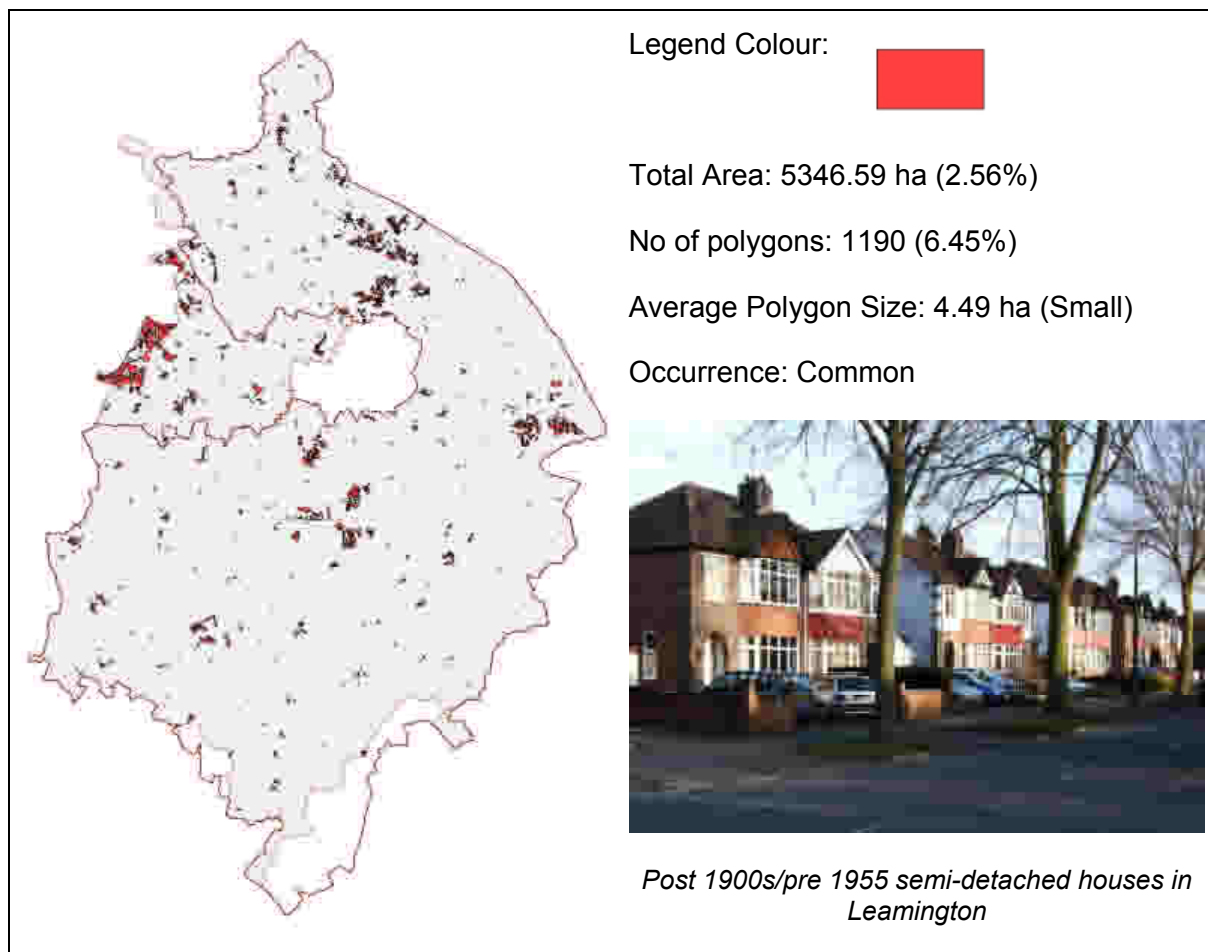 Legend Colour:
Total Area: 5346.59 ha (2.56%)
No of polygons: 1190 (6.45%)
Average Polygon Size: 4.49 ha (Small)
Occurrence: Common
Post 1900s/pre 1955 semi-detached houses in
Leamington